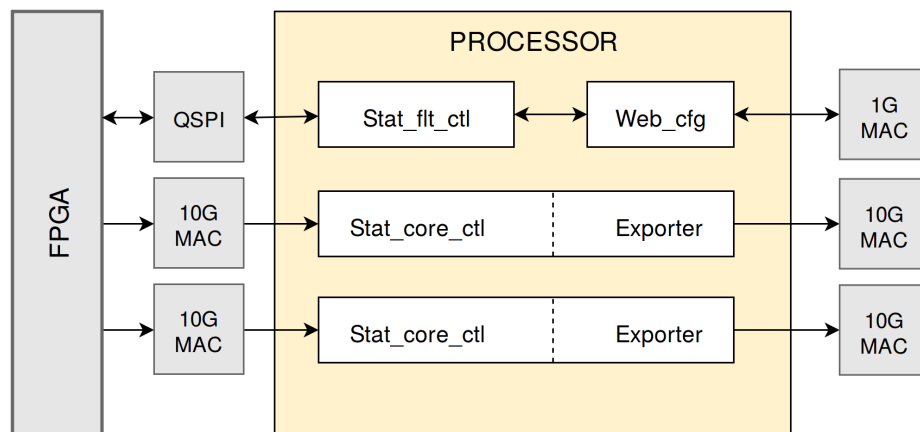 PROCESSOR
FPGA
QSPI
Stat_flt_ctl
Web_cfg
1G
MAC
10G
MAC
Stat_core_ctl
Exporter
10G
MAC
10G
MAC
Stat_core_ctl
Exporter
10G
MAC